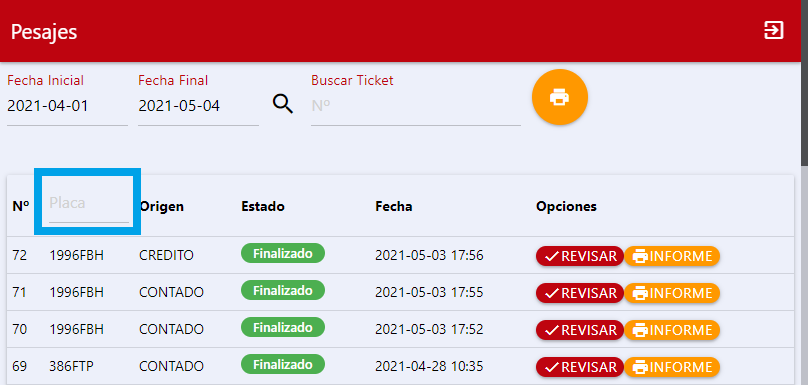 Pesajes
Fecha Inicial Fecha Final Buscar Ticket
2021-04-01 2021-05-04 Nº
Nº Placa Origen Estado Fecha Opciones
72 1996FBH CREDITO Finalizado 2021-05-03 17:56 REVISAR INFORME
71 1996FBH CONTADO Finalizado 2021-05-03 17:55 REVISAR INFORME
70 1996FBH CONTADO Finalizado 2021-05-03 17:52 REVISAR INFORME
69 386FTP CONTADO Finalizado 2021-04-28 10:35 REVISAR INFORME